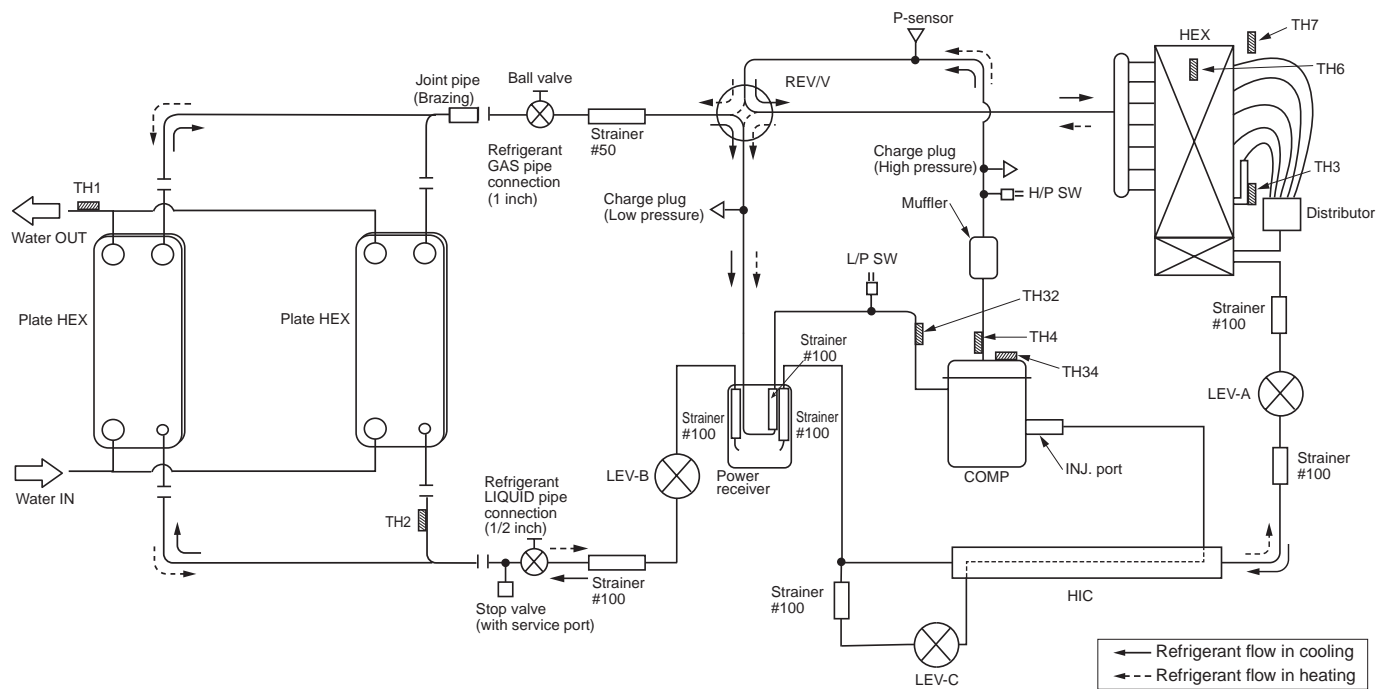 P-sensor
TH7
HEX
Ball valve
Joint pipe
(Brazing)
REV/V
TH6
Strainer
#50
Refrigerant
GAS pipe
connection
(1 inch)
Charge plug
(High pressure)
TH3
TH1
Charge plug
(Low pressure)
H/P SW
Muffler
Distributor
Water OUT
L/P SW
TH32
Strainer
#100
Plate HEX
Plate HEX
Strainer
#100
TH4
TH34
LEV-A
Strainer
#100
Strainer
#100
LEV-B
Power
receiver
COMP
INJ. port
Strainer
#100
Water IN
Refrigerant
LIQUID pipe
connection
(1/2 inch)
TH2
Strainer
#100
Stop valve
(with service port)
Strainer
#100
HIC
LEV-C
Refrigerant flow in cooling
Refrigerant flow in heating